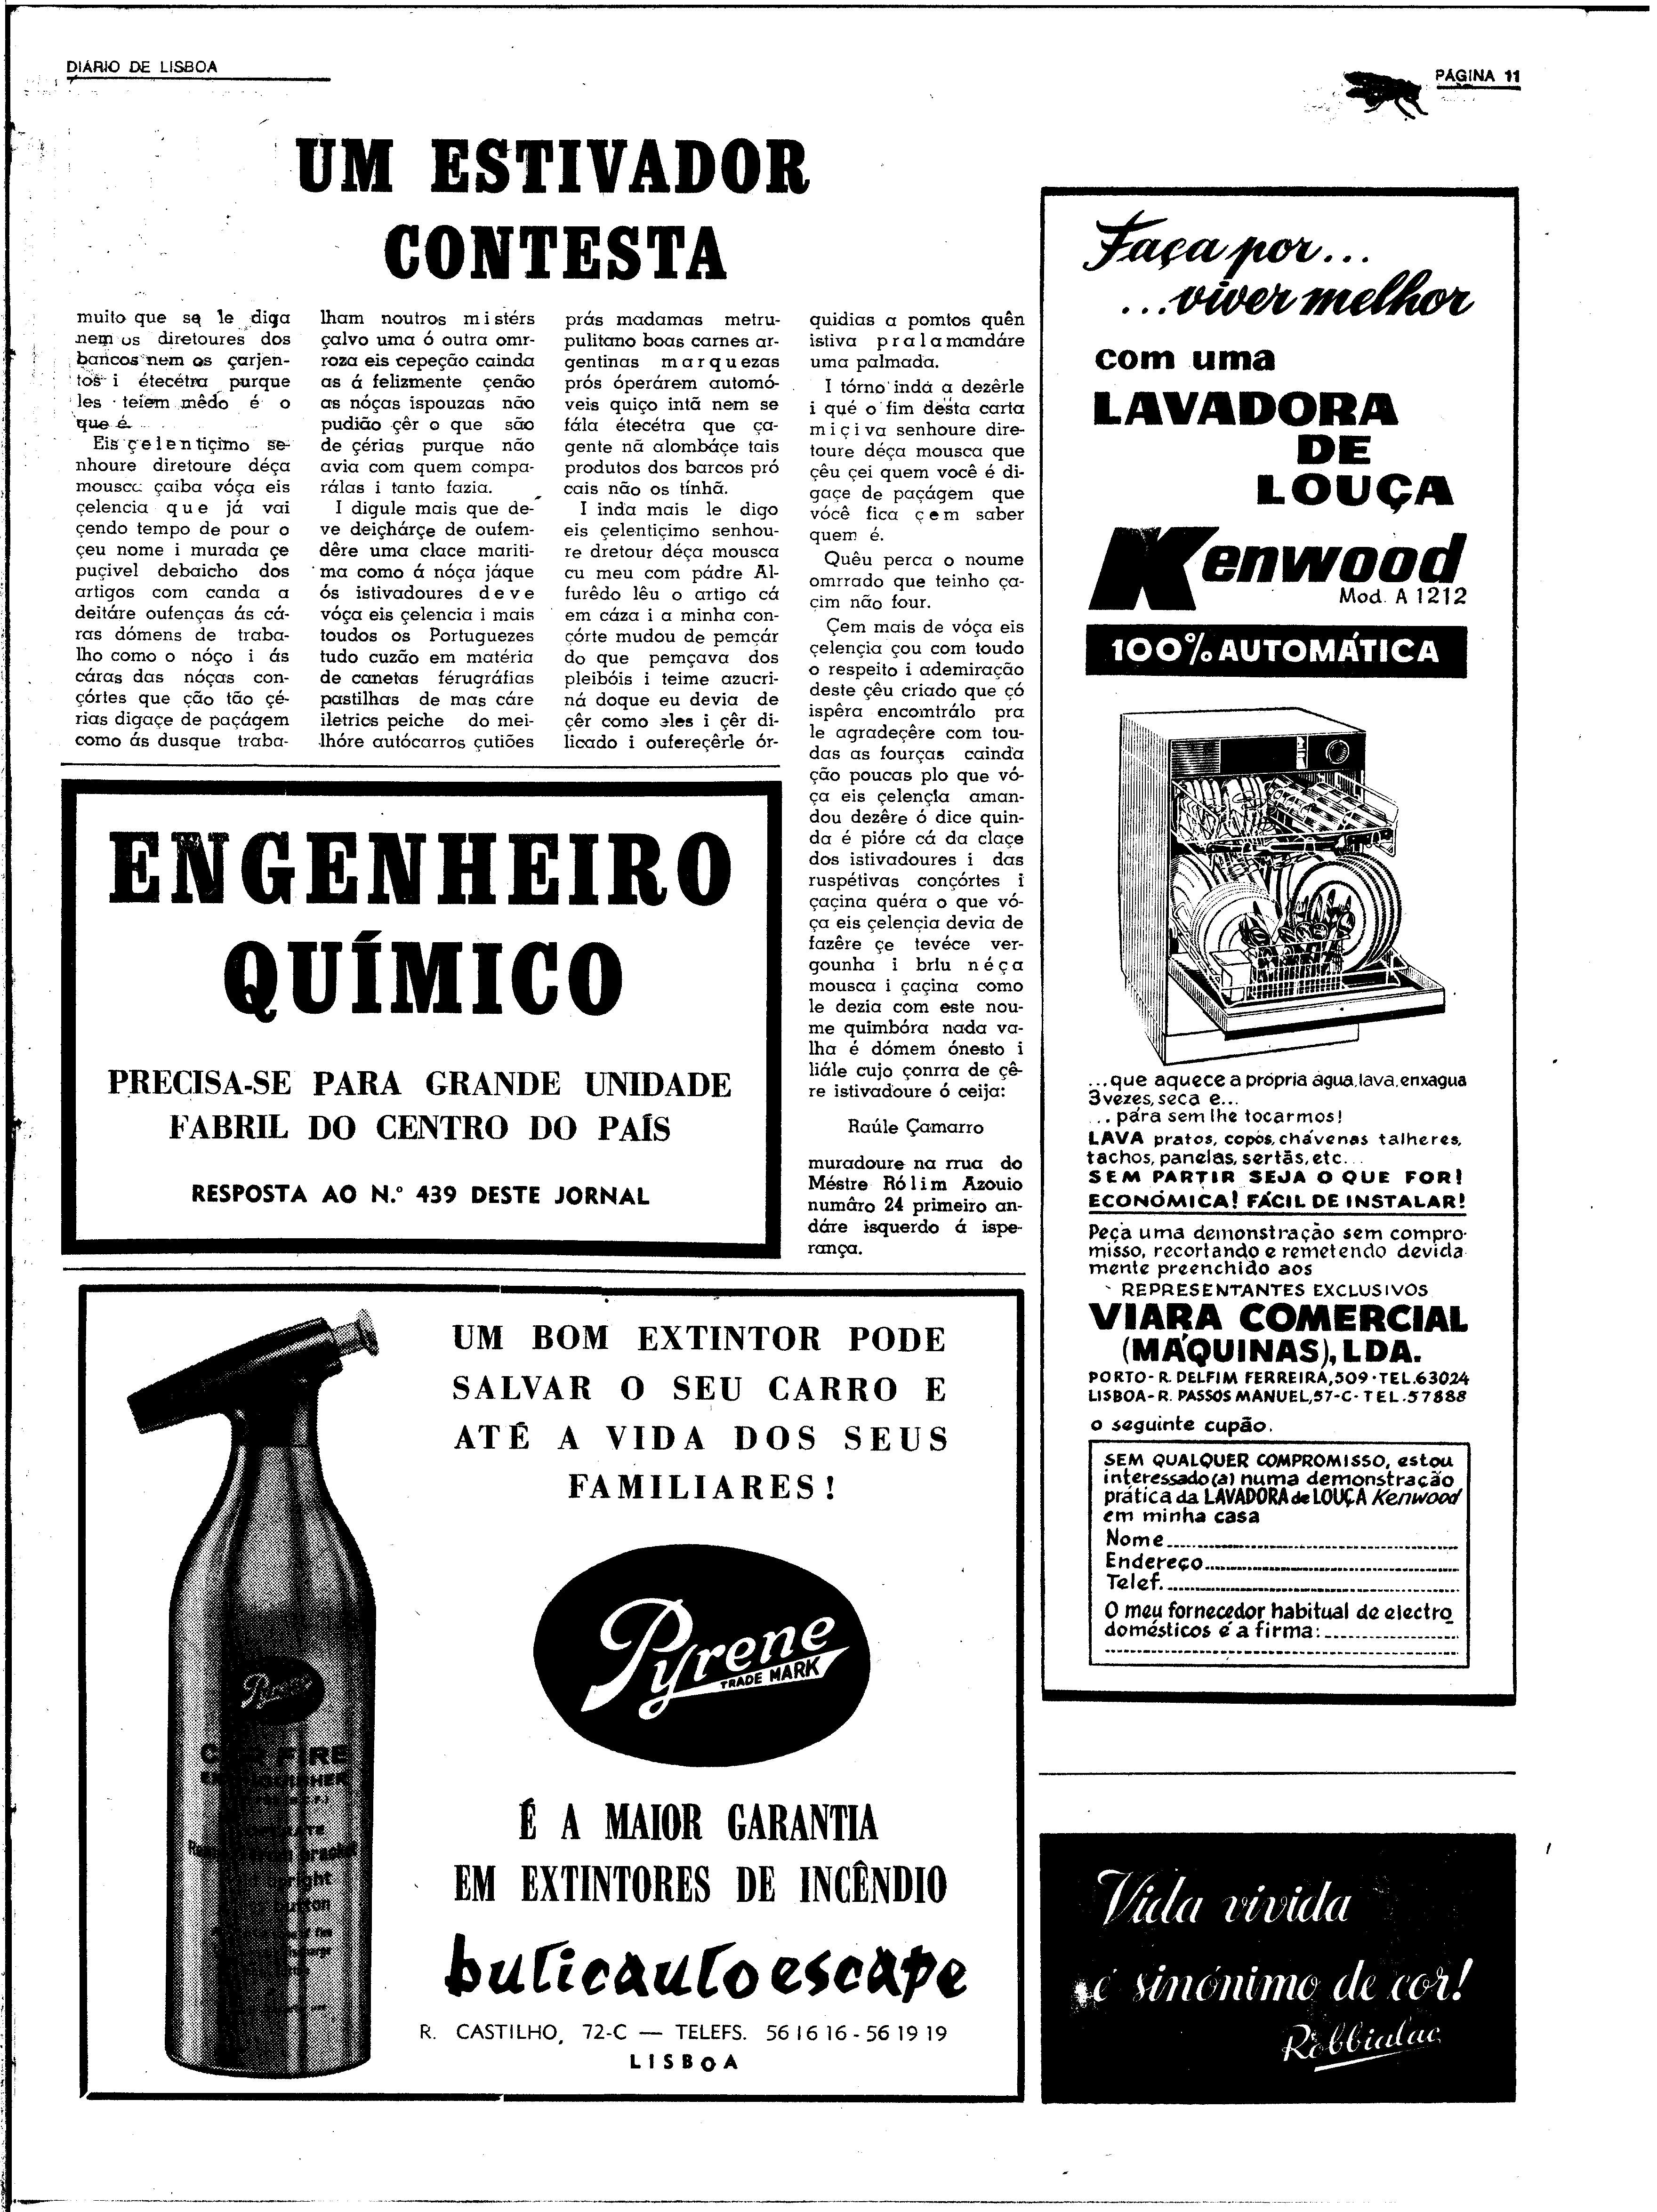 DIÁRIO DE LISBOA
PÁGINA 11
UM ESTIVADOR
CONTESTA
muito que se le diga
nem os diretoures dos
bancos nem os çarjen-
tos i étecétra purque
les teiem mêdo é o
que é.
Eis çelentiçimo se-
nhoure diretoure déça
mousca çaiba vóça eis
çelencia que já vai
çendo tempo de pour o
çeu nome i murada çe
puçivel debaicho dos
artigos com canda a
deitáre oufenças ás cá-
ras dómens de traba-
lho como o nóço i ás
cáras das nóças con-
çórtes que ção tão çé-
rias digaçe de paçágem
como ás dusque traba-
lham noutros mistérs
çalvo uma ó outra omr-
roza eis cepeção cainda
as á felizmente çenão
as nóças ispouzas não
pudião çêr o que são
de çérias purque não
avia com quem compa-
rálas i tanto fazia.
I digule mais que de-
ve deiçhárçe de oufem-
dêre uma clace mariti-
ma como á nóça jáque
ós istivadoures deve
vóça eis çelencia i mais
toudos os Portuguezes
tudo cuzão em matéria
de canetas férugráfias
pastilhas de mas cáre
iletrics peiche do mei-
lhóre autócarros çutiões
prás madamas metru-
pulitano boas carnes ar-
gentinas marquezas
prós óperárem automó-
veis quiço intã nem se
fála étecétra que ça-
gente nã alombáçe tais
produtos dos barcos pró
cais não os tínhã.
I inda mais le digo
eis çelentiçimo senhou-
re dretour déça mousca
cu meu com pádre Al-
furêdo lêu o artigo cá
em cáza i a minha con-
çórte mudou de pemçár
do que pemçava dos
pleibóis i teime azucri-
ná doque eu devia de
çêr como eles i çêr di-
licado i oufereçêrle ór-
quidias a pomtos quên
istiva pralamandáre
uma palmada.
I tórno inda a dezêrle
i qué o fim desta carta
miçiva senhoure dire-
toure déça mousca que
çêu çei quem você é di-
gaçe de paçágem que
vócê fica çem saber
quem é.
Quêu perca o noume
omrrado que teinho ça-
çim não four.
Çem mais de vóça eis
çelençia çou com toudo
o respeito i ademiração
deste çêu criado que çó
ispêra encomtrálo pra
le agradeçêre com tou-
das as fourças cainda
ção poucas plo que vó-
ça eis çelençia aman-
dou dezêre ó dice quin-
da é pióre cá da claçe
dos istivadoures i das
ruspétivas conçórtes i
çaçina quéra o que vó-
ça eis çelençia devia de
fazêre çe tevéce ver-
gounha i briu néça
mousca i çaçina como
le dezia com este nou-
me quimbóra nada va-
lha é dómem ónesto i
liále cujo çonrra de çê-
re istivadoure ó ceija:
Raúle Çamarro
muradoure na rrua do
Méstre Rólim Azouio
numâro 24 primeiro an-
dáre isquerdo á ispe-
rança.
ENGENHEIRO
QUÍMICO
PRECISA-SE PARA GRANDE UNIDADE
FABRIL DO CENTRO DO PAÍS
RESPOSTA AO N.º 439 DESTE JORNAL
UM BOM EXTINTOR PODE
SALVAR O SEU CARRO E
ATÉ A VIDA DOS SEUS
FAMILIARES!
Pyrene
TRADE MARK
Pyrene
FIRE
É A MAIOR GARANTIA
EM EXTINTORES DE INCÊNDIO
buticautoescape
R. CASTILHO, 72-C — TELEFS. 56 16 16 - 56 19 19
LISBOA
Faça por...
...viver melhor
com uma
LAVADORA
DE
LOUÇA
Kenwood
Mod. A 1212
100% AUTOMÁTICA
...que aquece a própria água, lava, enxagua
3 vezes, seca e...
...pára sem lhe tocarmos!
LAVA pratos, copos, chávenas talheres,
tachos, panelas, sertãs, etc...
SEM PARTIR SEJA O QUE FOR!
ECONÓMICA! FÁCIL DE INSTALAR!
Peça uma demonstração sem compro-
misso, recortando e remetendo devida-
mente preenchido aos
REPRESENTANTES EXCLUSIVOS
VIARA COMERCIAL
(MÁQUINAS), LDA.
PORTO - R. DELFIM FERREIRA, 509 · TEL. 63024
LISBOA - R. PASSOS MANUEL, 57-C - TEL. 57888
o seguinte cupão.
SEM QUALQUER COMPROMISSO, estou
interessado(a) numa demonstração
prática da LAVADORA de LOUÇA Kenwood
em minha casa
Nome
Endereço
Telef.
O meu fornecedor habitual de electro
domésticos é a firma:
Vida vivida
é sinónimo de cor!
Robbialac